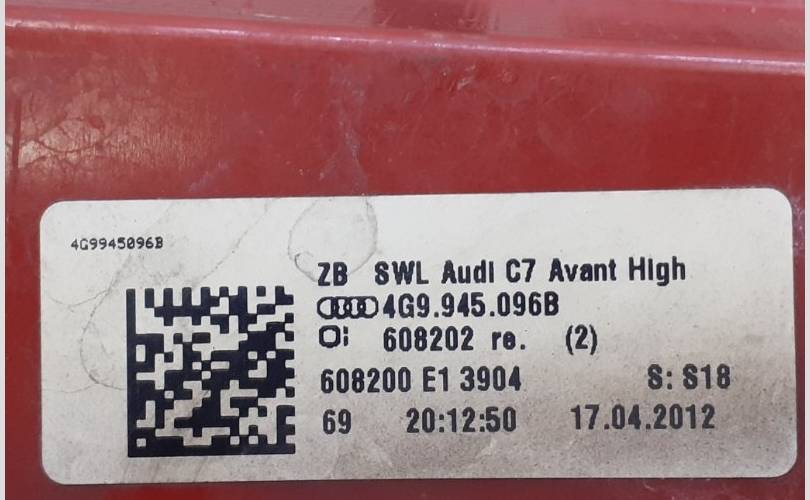 4G9945096B
ZB SWL Audi C7 Avant High
4G9.945.096B
608202 re. (2)
608200 E1 3904 S: S18
69 20:12:50 17.04.2012